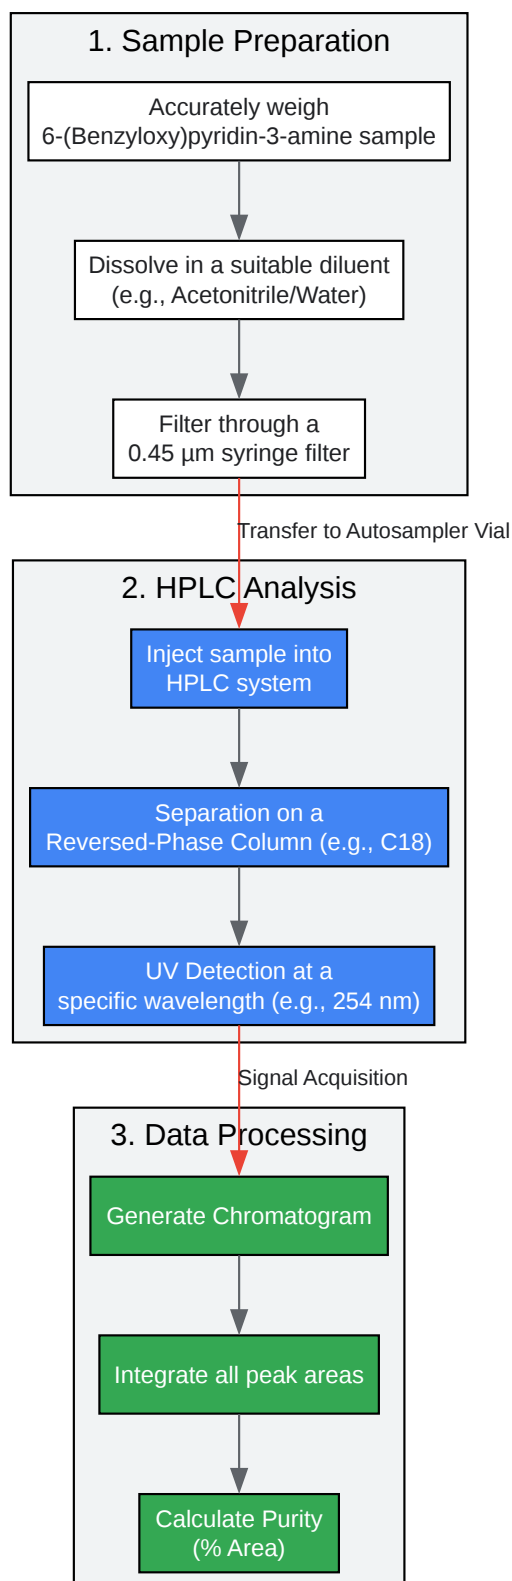 1. Sample Preparation
Accurately weigh
6-(Benzyloxy)pyridin-3-amine sample
Dissolve in a suitable diluent
(e.g., Acetonitrile/Water)
Filter through a
0.45 µm syringe filter
Transfer to Autosampler Vial
2. HPLC Analysis
Inject sample into
HPLC system
Separation on a
Reversed-Phase Column (e.g., C18)
UV Detection at a
specific wavelength (e.g., 254 nm)
Signal Acquisition
3. Data Processing
Generate Chromatogram
Integrate all peak areas
Calculate Purity
(% Area)